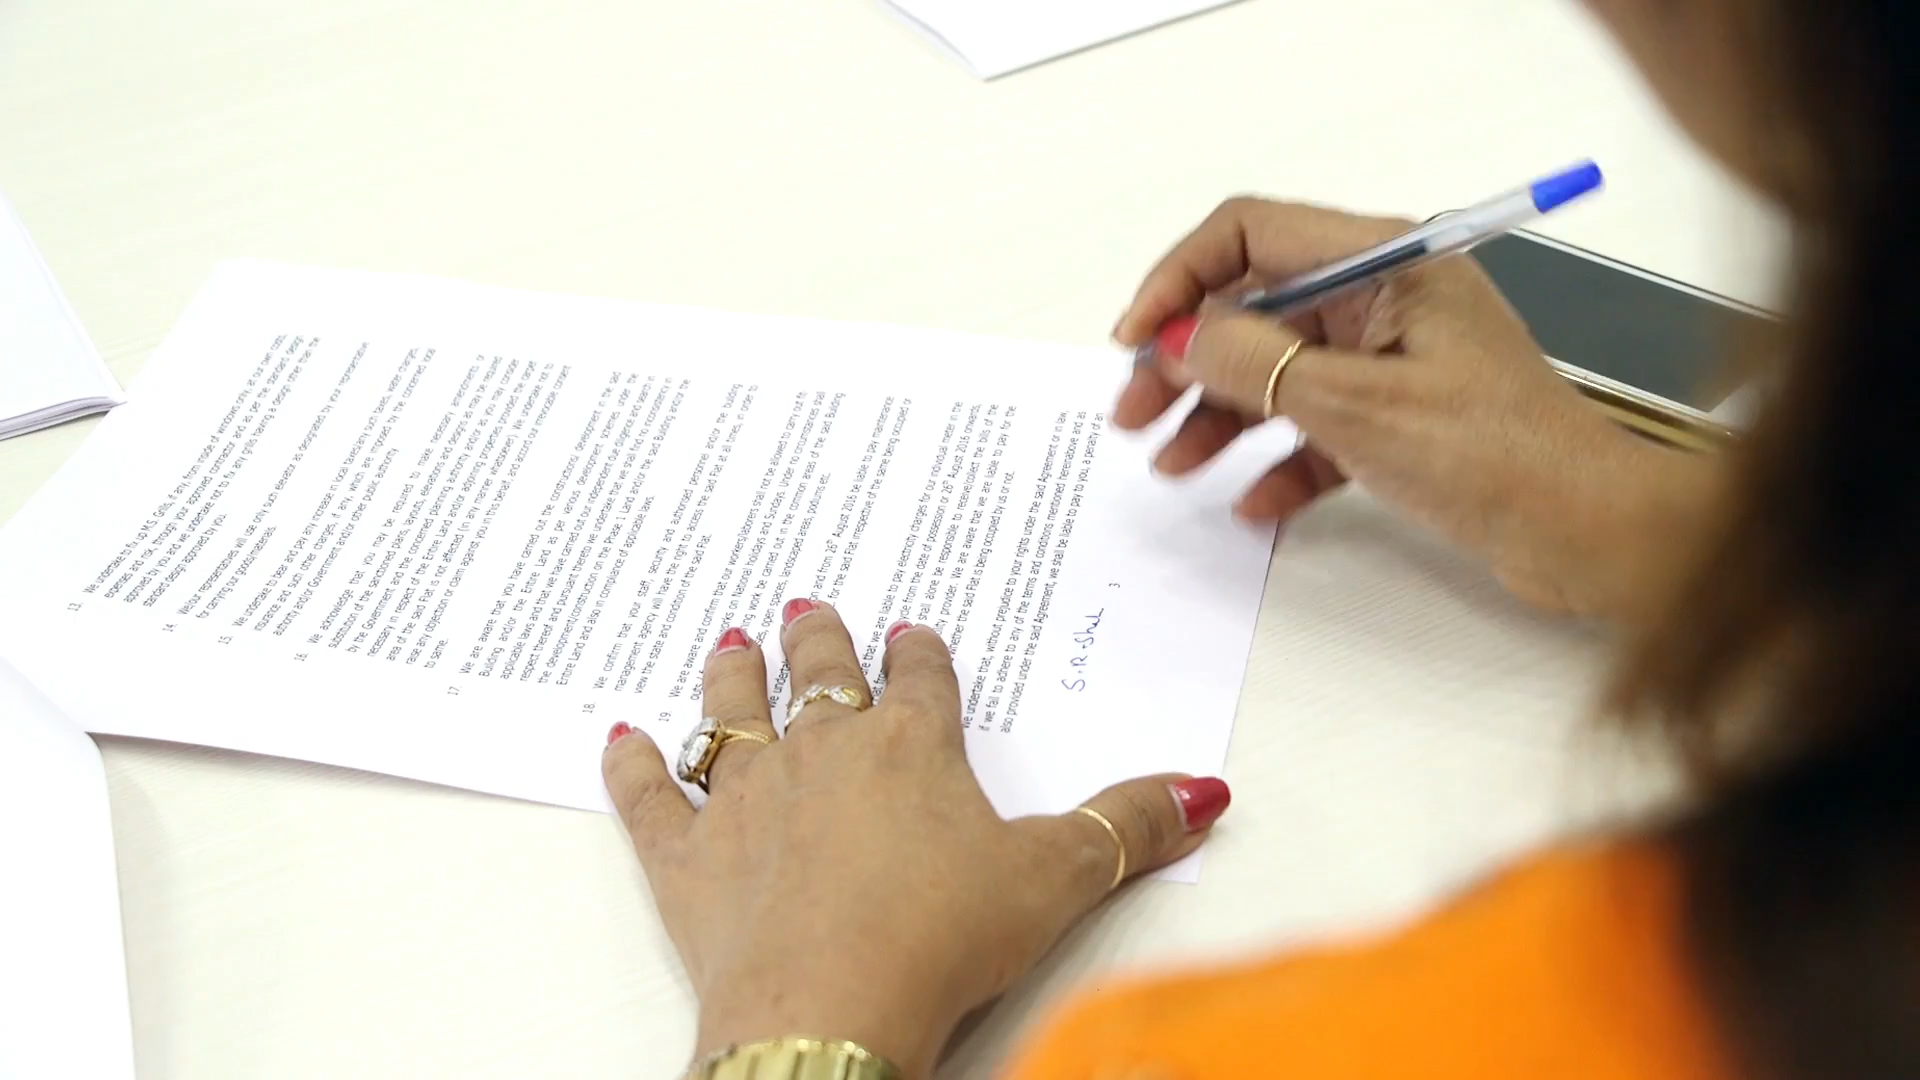 13. We undertake to fix up M.S. Grills, if any, from inside of windows only, at our own costs,
expenses and risk, through your approved contractor and as per the standard design
approved by you and we undertake not to fix any grills having a design other than the
standard design approved by you.
14. We/our representatives will use only such elevator as designated by your representative
for carrying our goods/materials.
15. We undertake to bear and pay any increase in local taxes/any such taxes, water charges,
insurance and such other charges, if any, which are imposed by the concerned local
authority and/or Government and/or other public authority.
16. We acknowledge that you may be required to make necessary amendments or
substitution of the sanctioned plans, layouts, elevations and designs as may be required
by the Government and the concerned planning authority and/or as you may consider
necessary in respect of the Entire Land and/or adjoining properties provided the carpet
area of the said Flat is not affected (in any manner whatsoever). We undertake not to
raise any objection or claim against you in this behalf, and accord our irrevocable consent
to same.
17. We are aware that you have carried out the construction/ development in the said
Building and/or the Entire Land as per various development schemes under the
applicable laws and that we have carried out our independent due diligence and search in
respect thereof and pursuant thereto we undertake that we shall find no inconsistency in
the development/construction on the Phase 1 Land and/or the said Building and/or the
Entire Land and also in compliance of applicable laws.
18. We confirm that your staff, security and authorised personnel and/or the building
management agency will have the right to access the said Flat at all times, in order to
view the state and condition of the said Flat.
19. We are aware and confirm that our workers/laborers shall not be allowed to carry out fit
outs / works on National holidays and Sundays. Under no circumstances shall
work be carried out in the common areas of the said Building
open spaces, landscaped areas, podiums etc.
We undertake and from 26th August 2016 be liable to pay maintenance
for the said Flat irrespective of the same being occupied or
that we are liable to pay electricity charges for our individual meter in the
cycle from the date of possession or 26th August 2016 onwards,
shall alone be responsible to receive/collect the bills of the
provider. We are aware that we are liable to pay for the
whether the said Flat is being occupied by us or not.
We undertake that, without prejudice to your rights under the said Agreement or in law,
if we fail to adhere to any of the terms and conditions mentioned hereinabove and as
also provided under the said Agreement, we shall be liable to pay to you, a penalty of an
S.R.Shah
3